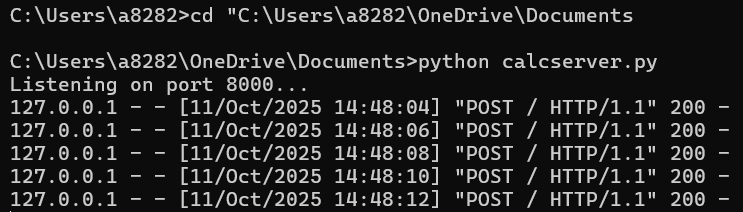 C:\Users\a8282>cd "C:\Users\a8282\OneDrive\Documents
C:\Users\a8282\OneDrive\Documents>python calcserver.py
Listening on port 8000...
127.0.0.1 - - [11/Oct/2025 14:48:04] "POST / HTTP/1.1" 200 -
127.0.0.1 - - [11/Oct/2025 14:48:06] "POST / HTTP/1.1" 200 -
127.0.0.1 - - [11/Oct/2025 14:48:08] "POST / HTTP/1.1" 200 -
127.0.0.1 - - [11/Oct/2025 14:48:10] "POST / HTTP/1.1" 200 -
127.0.0.1 - - [11/Oct/2025 14:48:12] "POST / HTTP/1.1" 200 -